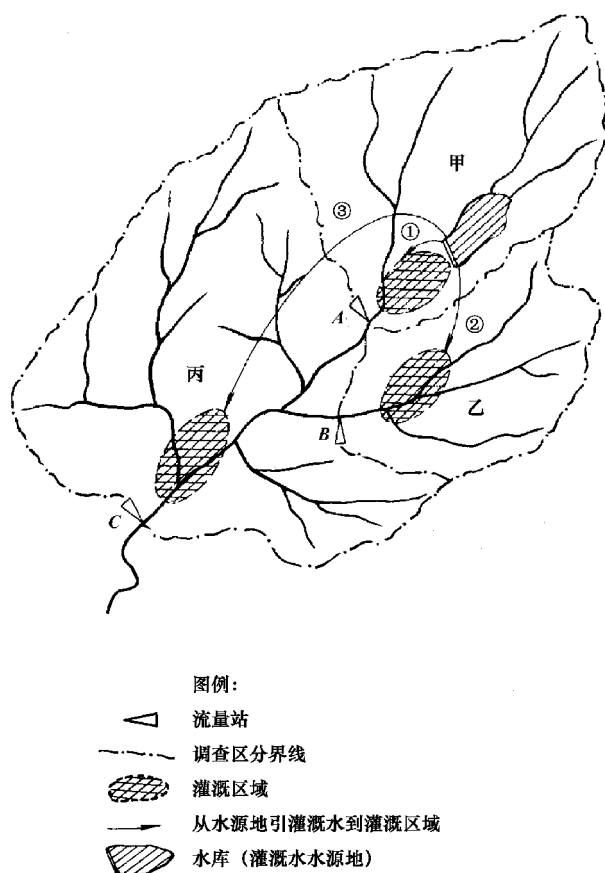 甲
③
①
A
②
丙
乙
B
C
图例:
流量站
调查区分界线
灌溉区域
从水源地引灌溉水到灌溉区域
水库(灌溉水水源地)